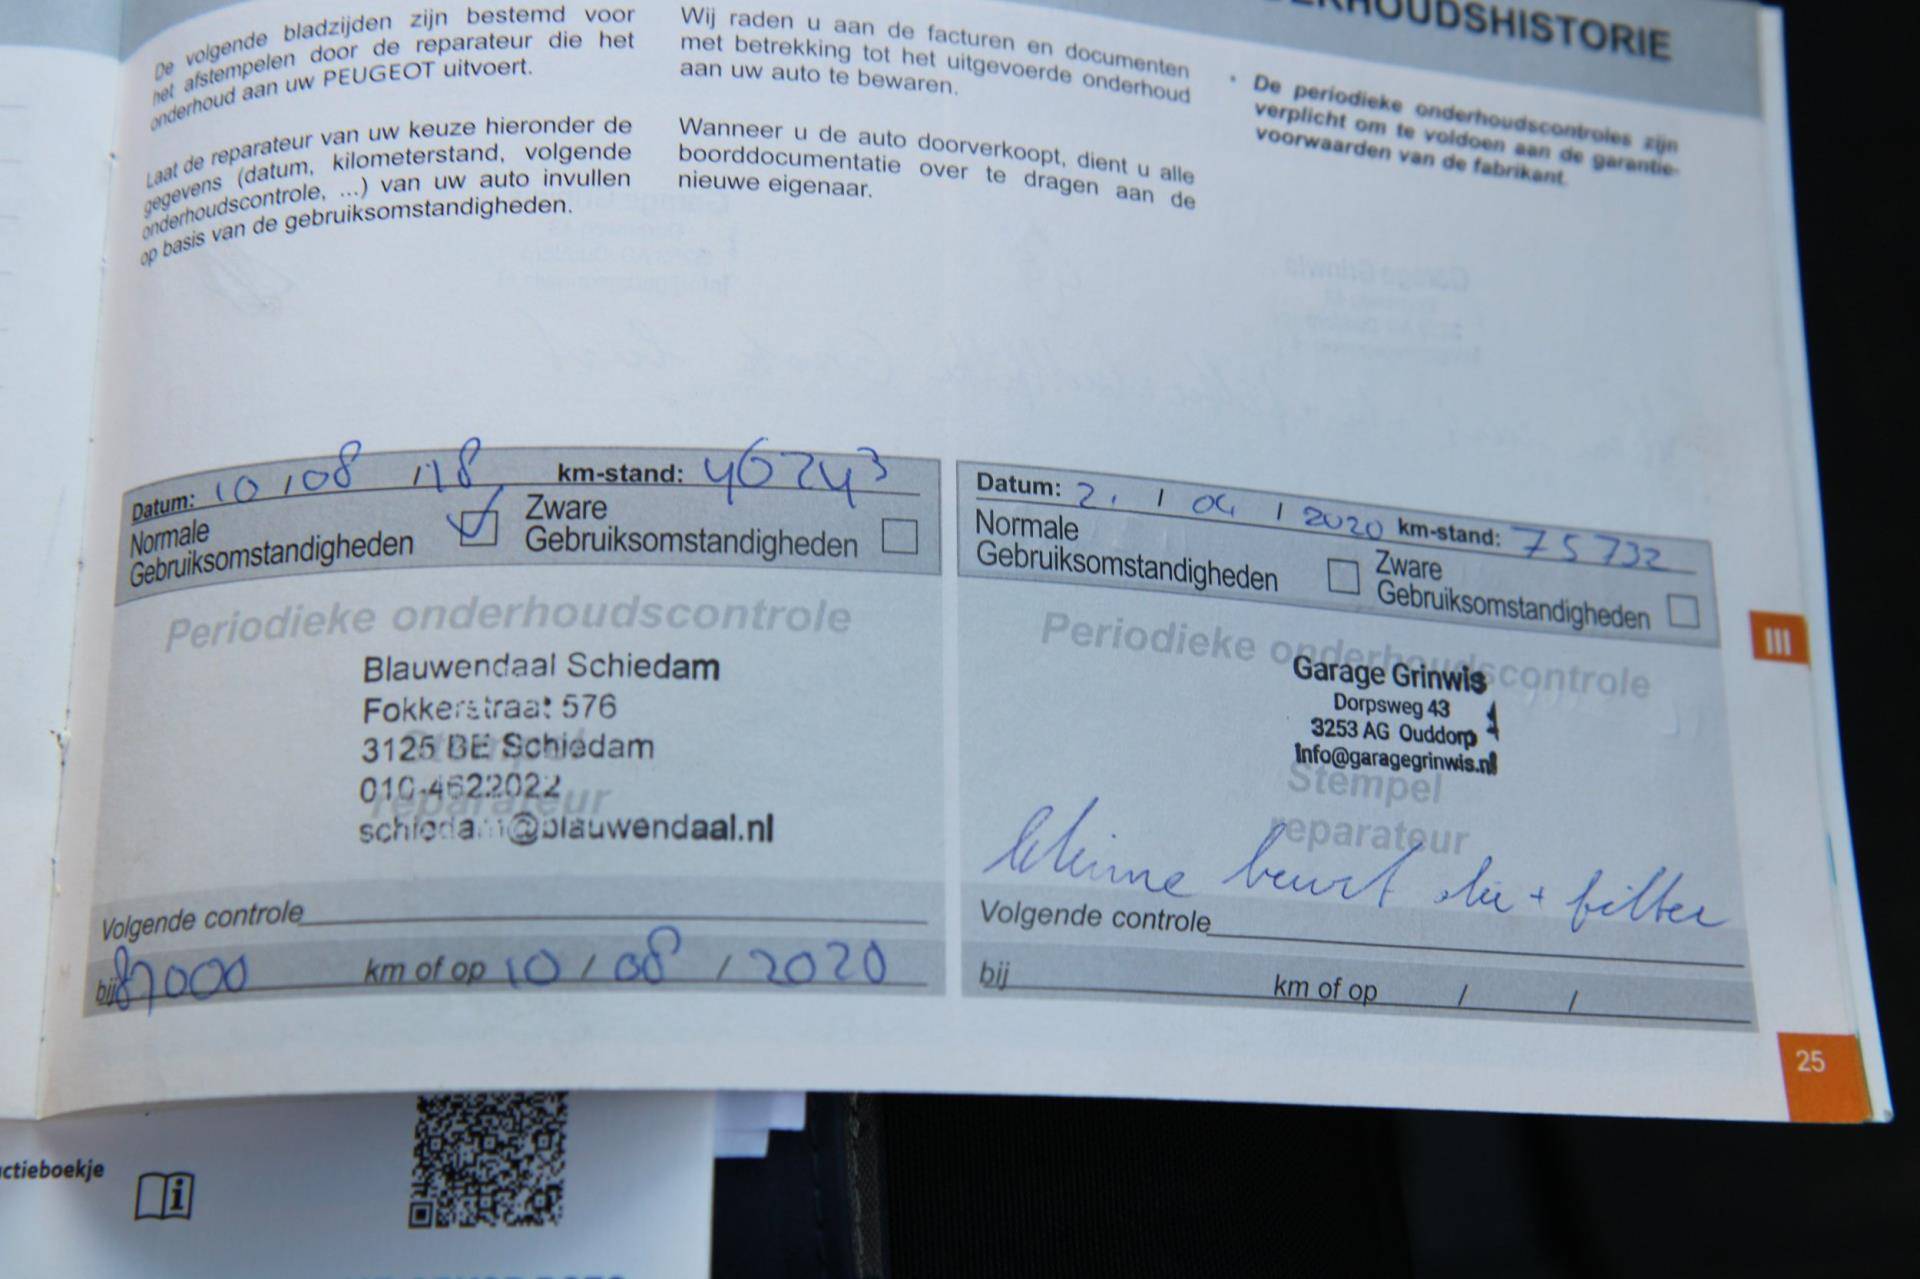 DERHOUDSHISTORIE
De volgende bladzijden zijn bestemd voor
het afstempelen door de reparateur die het
onderhoud aan uw PEUGEOT uitvoert.
Laat de reparateur van uw keuze hieronder de
gegevens (datum, kilometerstand, volgende
onderhoudscontrole, ...) van uw auto invullen
op basis van de gebruiksomstandigheden.
Wij raden u aan de facturen en documenten
met betrekking tot het uitgevoerde onderhoud
aan uw auto te bewaren.
Wanneer u de auto doorverkoopt, dient u alle
boorddocumentatie over te dragen aan de
nieuwe eigenaar.
* De periodieke onderhoudscontroles zijn
verplicht om te voldoen aan de garantie-
voorwaarden van de fabrikant.
Datum: 10 / 08 / 18 km-stand: 46243
Normale
Gebruiksomstandigheden
Zware
Gebruiksomstandigheden
Periodieke onderhoudscontrole
Blauwendaal Schiedam
Fokkerstraat 576
3125 BE Schiedam
Stempel
010-4622022
reparateur
schiedam@blauwendaal.nl
Volgende controle
bij 87000 km of op 10 / 08 / 2020
Datum: 2. / 04 / 2020 km-stand: 75732
Normale
Gebruiksomstandigheden
Zware
Gebruiksomstandigheden
Periodieke onderhoudscontrole
Garage Grinwis
Dorpsweg 43
3253 AG Ouddorp
Info@garagegrinwis.nl
Stempel
reparateur
kleine beurt olie + filter
Volgende controle
bij km of op / /
III
25
ctieboekje